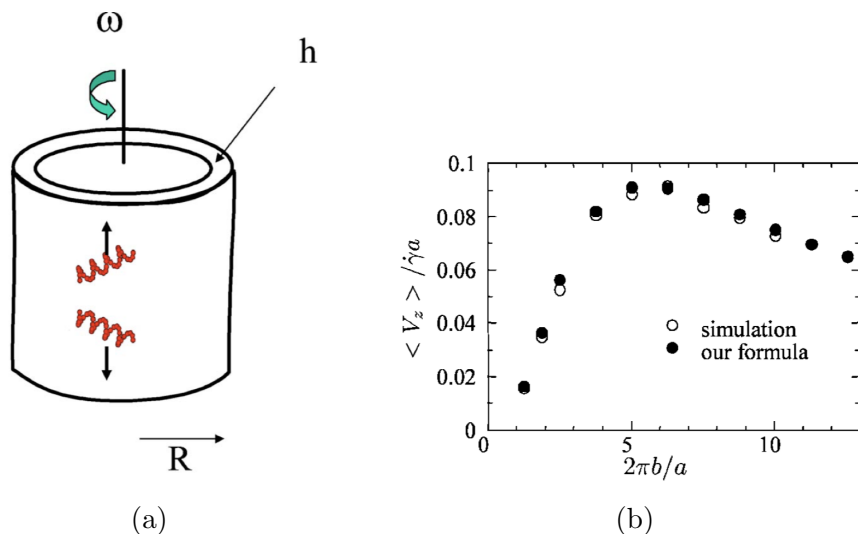 ω
h
R
(a)
0.1
0.08
0.06
0.04
0.02
0
0
5
10
< V_z > / γ̇a
2πb/a
simulation
our formula
(b)